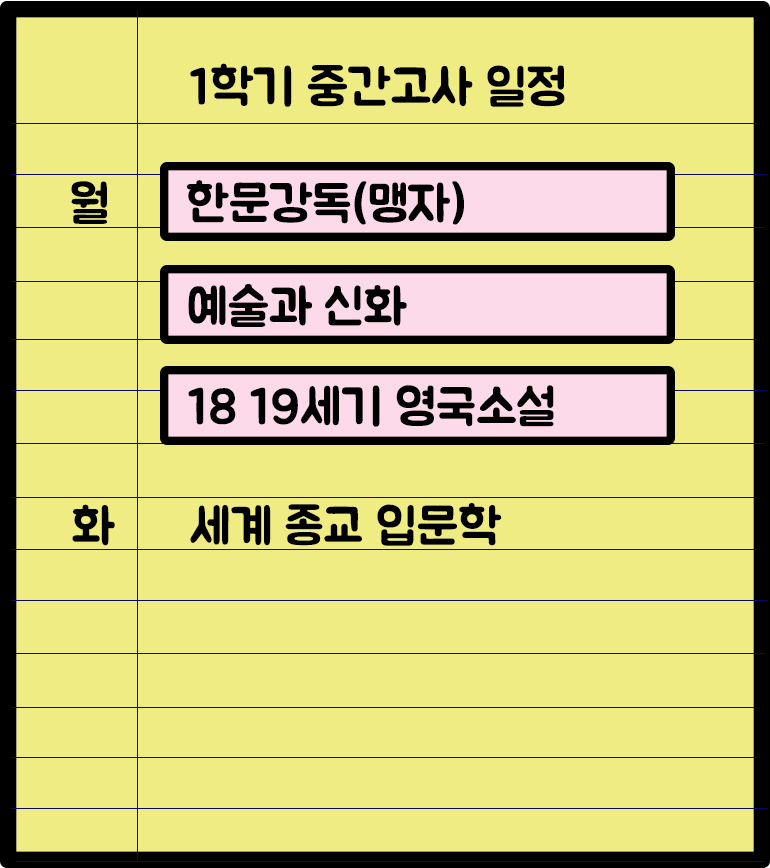 1학기 중간고사 일정
월 한문강독(맹자)
예술과 신화
18 19세기 영국소설
화 세계 종교 입문학